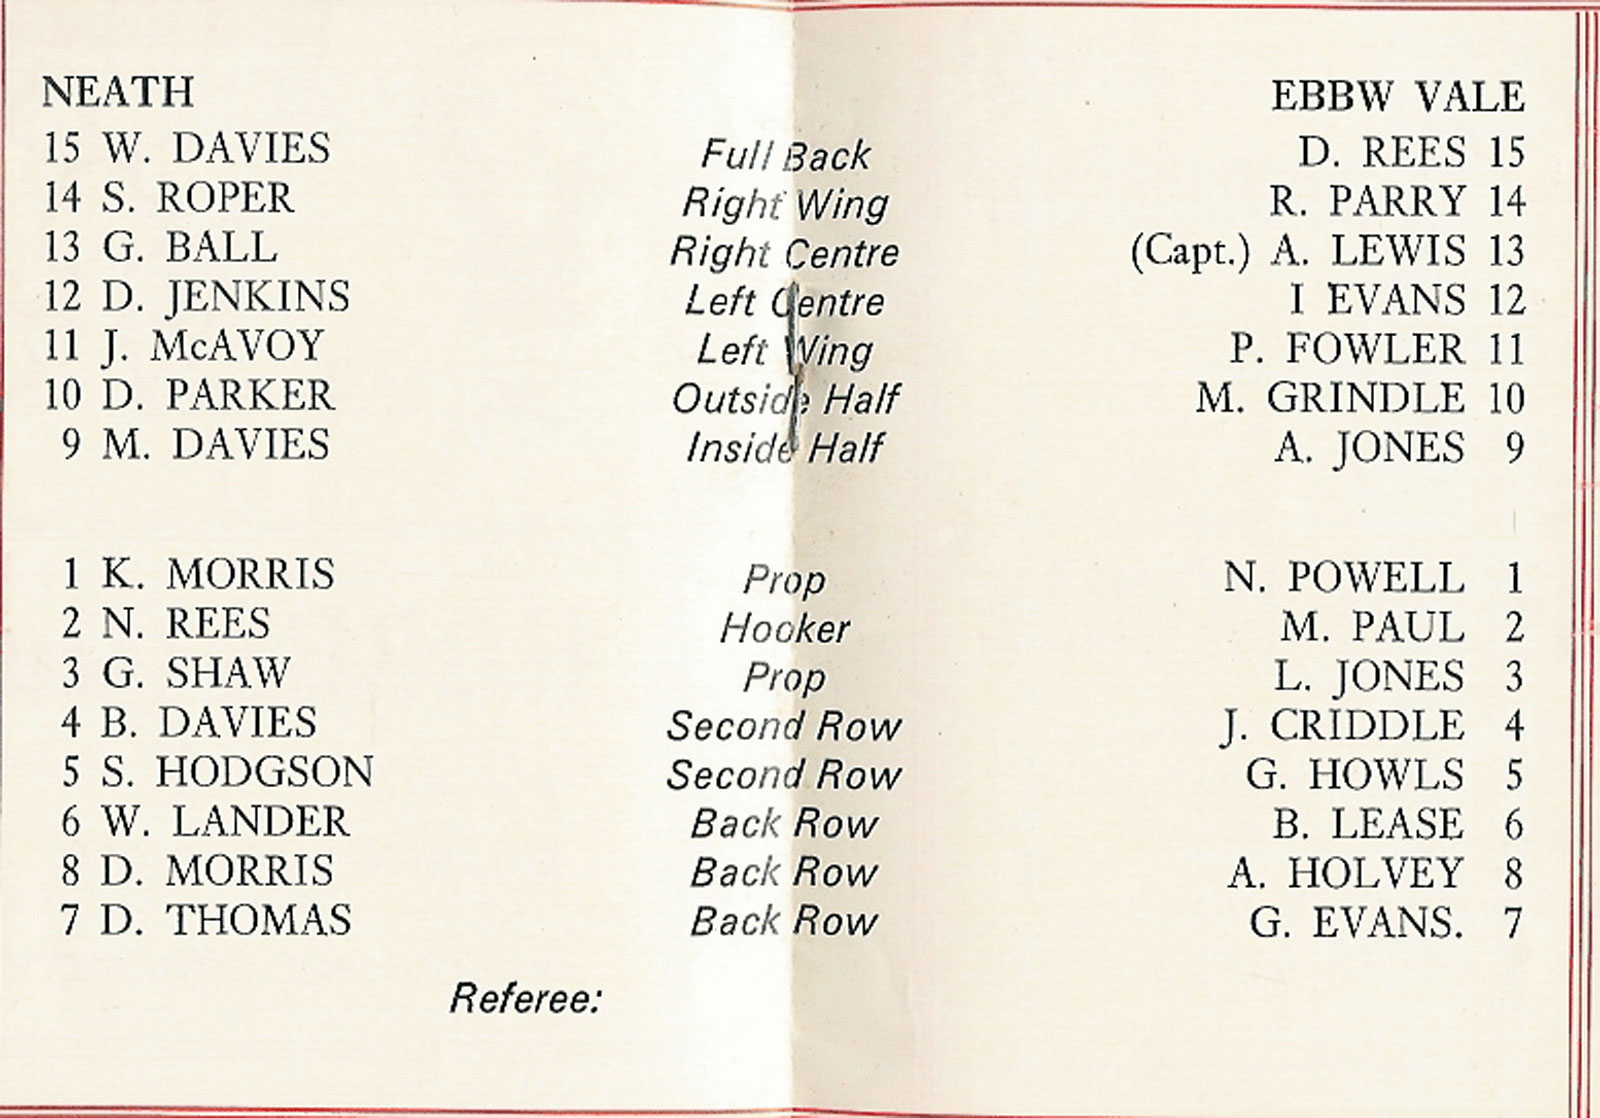 NEATH EBBW VALE
15 W. DAVIES Full Back D. REES 15
14 S. ROPER Right Wing R. PARRY 14
13 G. BALL Right Centre (Capt.) A. LEWIS 13
12 D. JENKINS Left Centre I EVANS 12
11 J. McAVOY Left Wing P. FOWLER 11
10 D. PARKER Outside Half M. GRINDLE 10
9 M. DAVIES Inside Half A. JONES 9
1 K. MORRIS Prop N. POWELL 1
2 N. REES Hooker M. PAUL 2
3 G. SHAW Prop L. JONES 3
4 B. DAVIES Second Row J. CRIDDLE 4
5 S. HODGSON Second Row G. HOWLS 5
6 W. LANDER Back Row B. LEASE 6
8 D. MORRIS Back Row A. HOLVEY 8
7 D. THOMAS Back Row G. EVANS. 7
Referee: